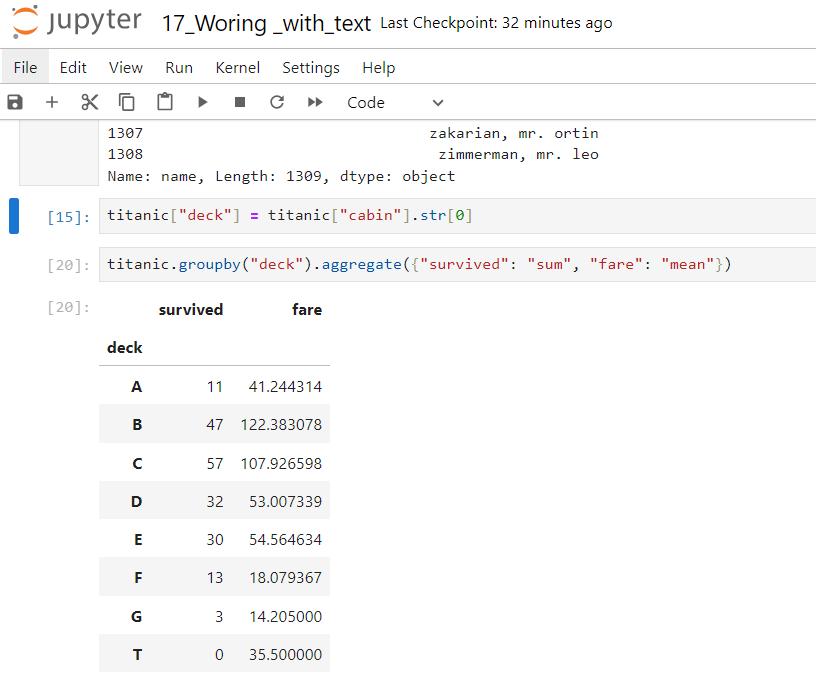 jupyter 17_Woring _with_text Last Checkpoint: 32 minutes ago
File Edit View Run Kernel Settings Help
Code
1307 zakarian, mr. ortin
1308 zimmerman, mr. leo
Name: name, Length: 1309, dtype: object
[15]: titanic["deck"] = titanic["cabin"].str[0]
[20]: titanic.groupby("deck").aggregate({"survived": "sum", "fare": "mean"})
[20]: survived fare
deck
A 11 41.244314
B 47 122.383078
C 57 107.926598
D 32 53.007339
E 30 54.564634
F 13 18.079367
G 3 14.205000
T 0 35.500000